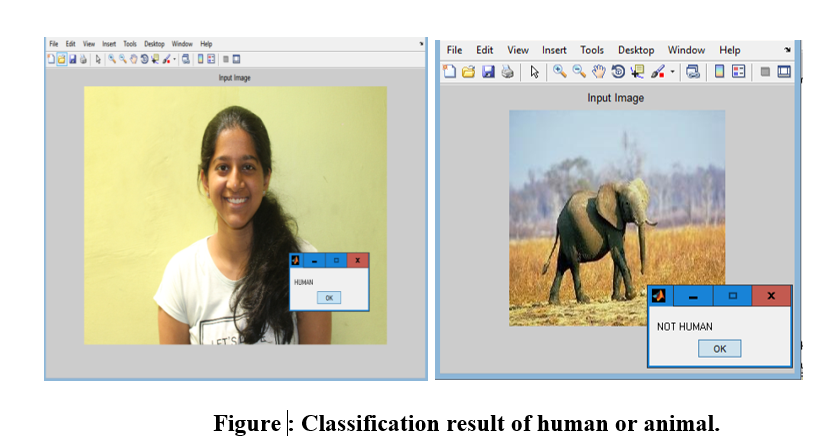 File Edit View Insert Tools Desktop Window Help
Input Image
HUMAN
OK
LET'S
File Edit View Insert Tools Desktop Window Help
Input Image
NOT HUMAN
OK
Figure : Classification result of human or animal.